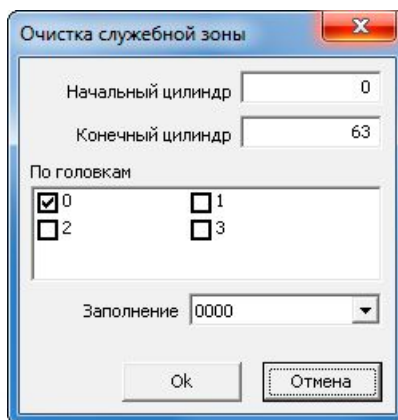 Очистка служебной зоны
Начальный цилиндр 0
Конечный цилиндр 63
По головкам
0 1
2 3
Заполнение 0000
Ok Отмена